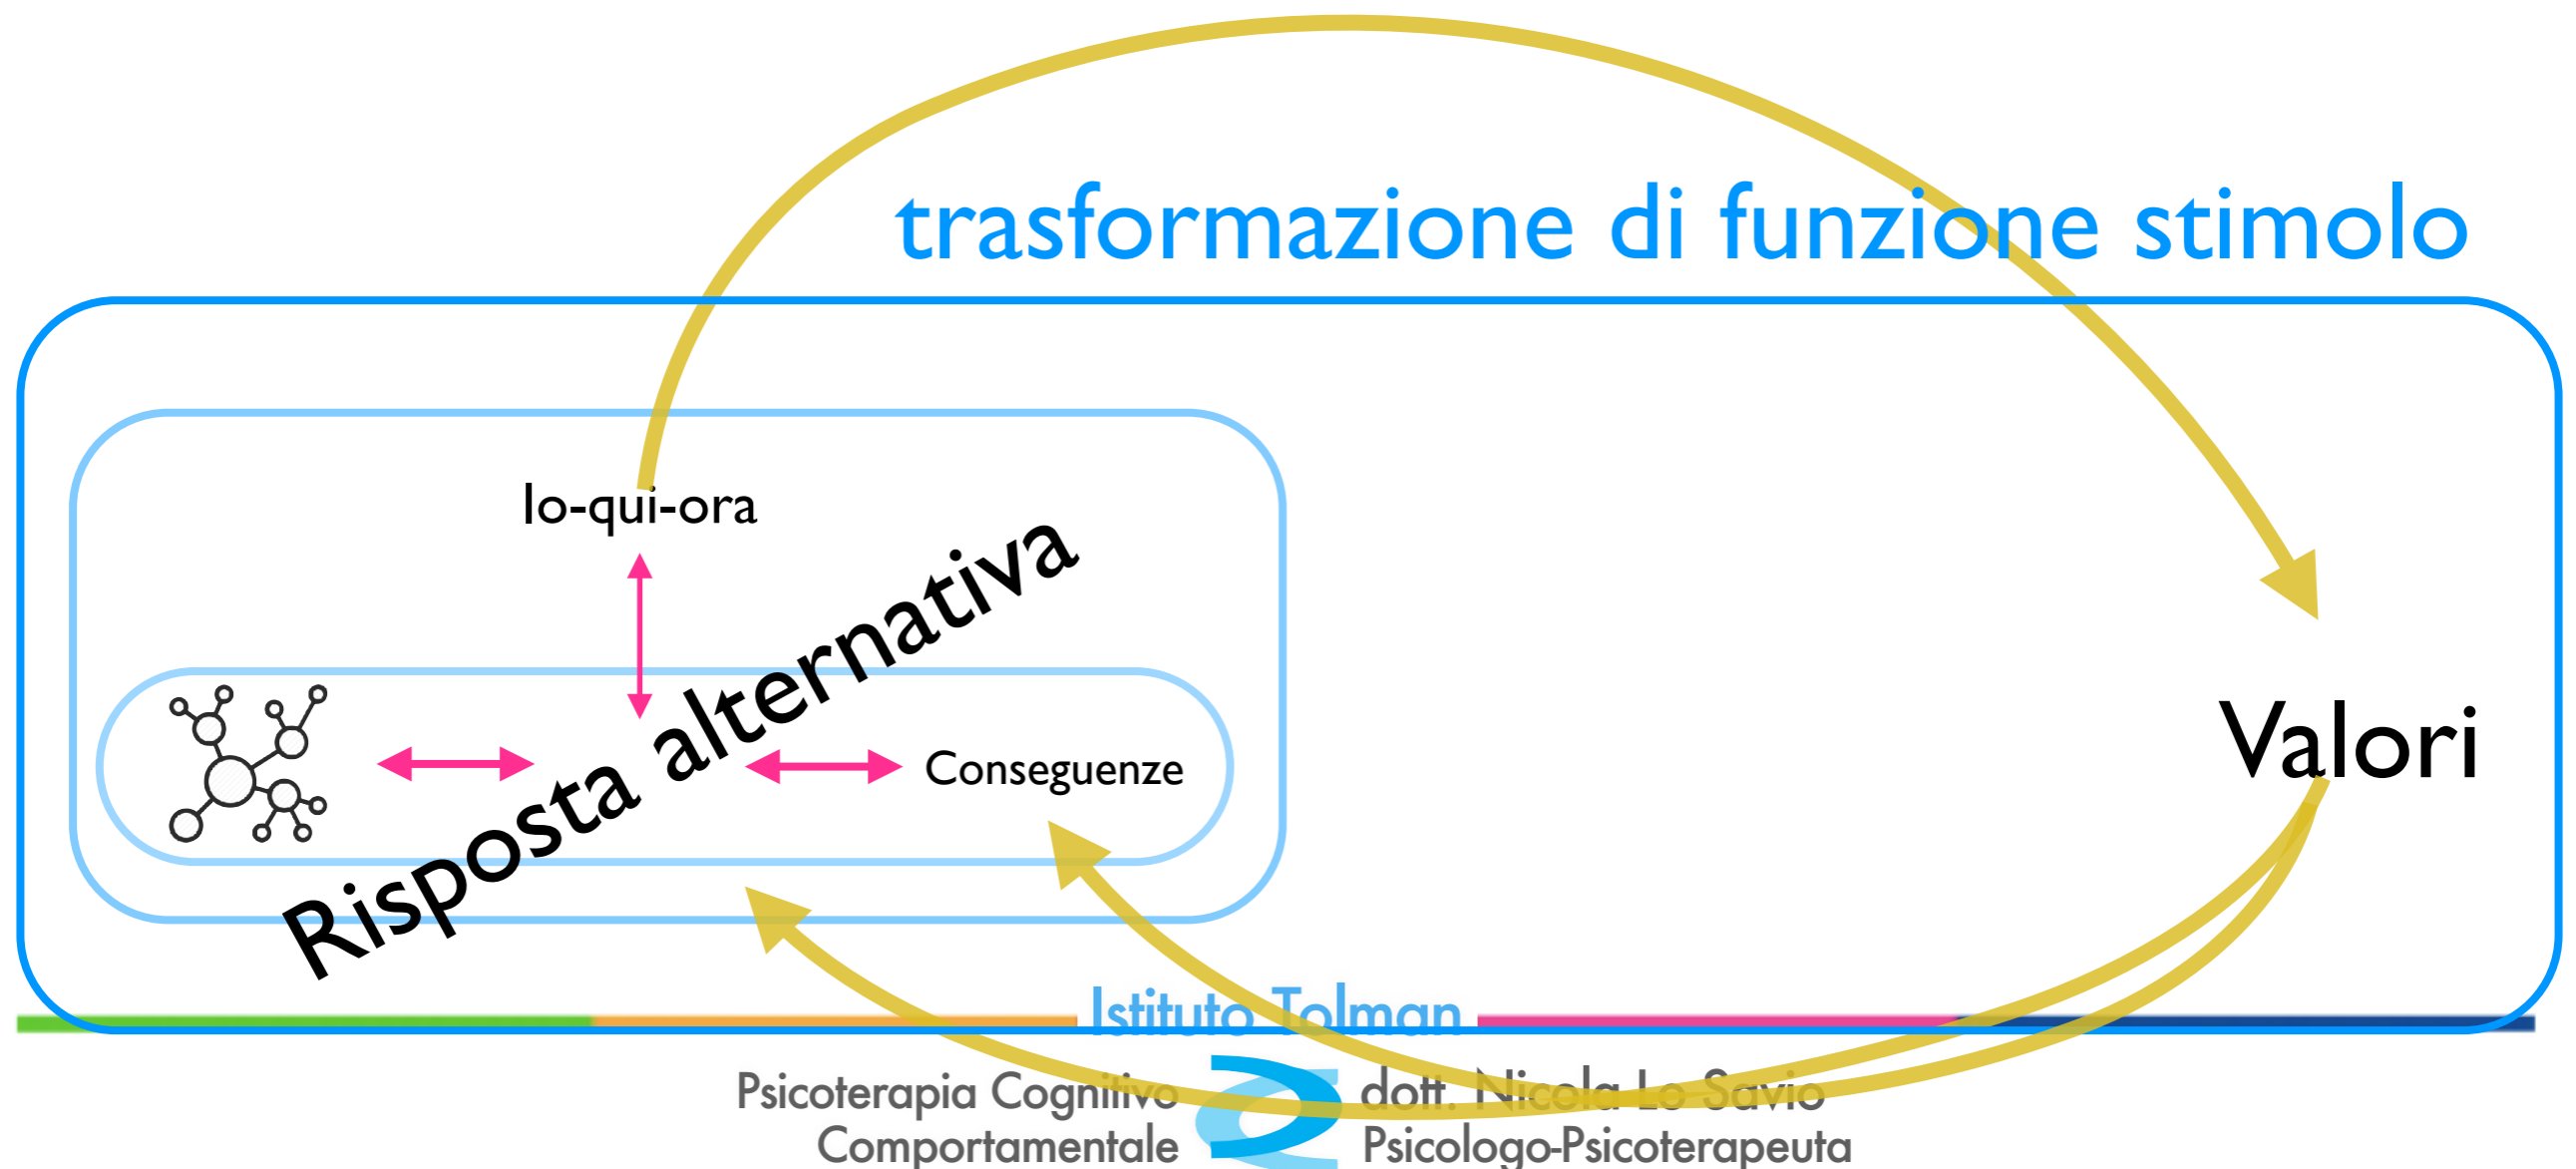 trasformazione di funzione stimolo
Io-qui-ora
Risposta alternativa
Conseguenze
Valori
Istituto Tolman
Psicoterapia Cognitivo
Comportamentale
dott. Nicola Lo Savio
Psicologo-Psicoterapeuta